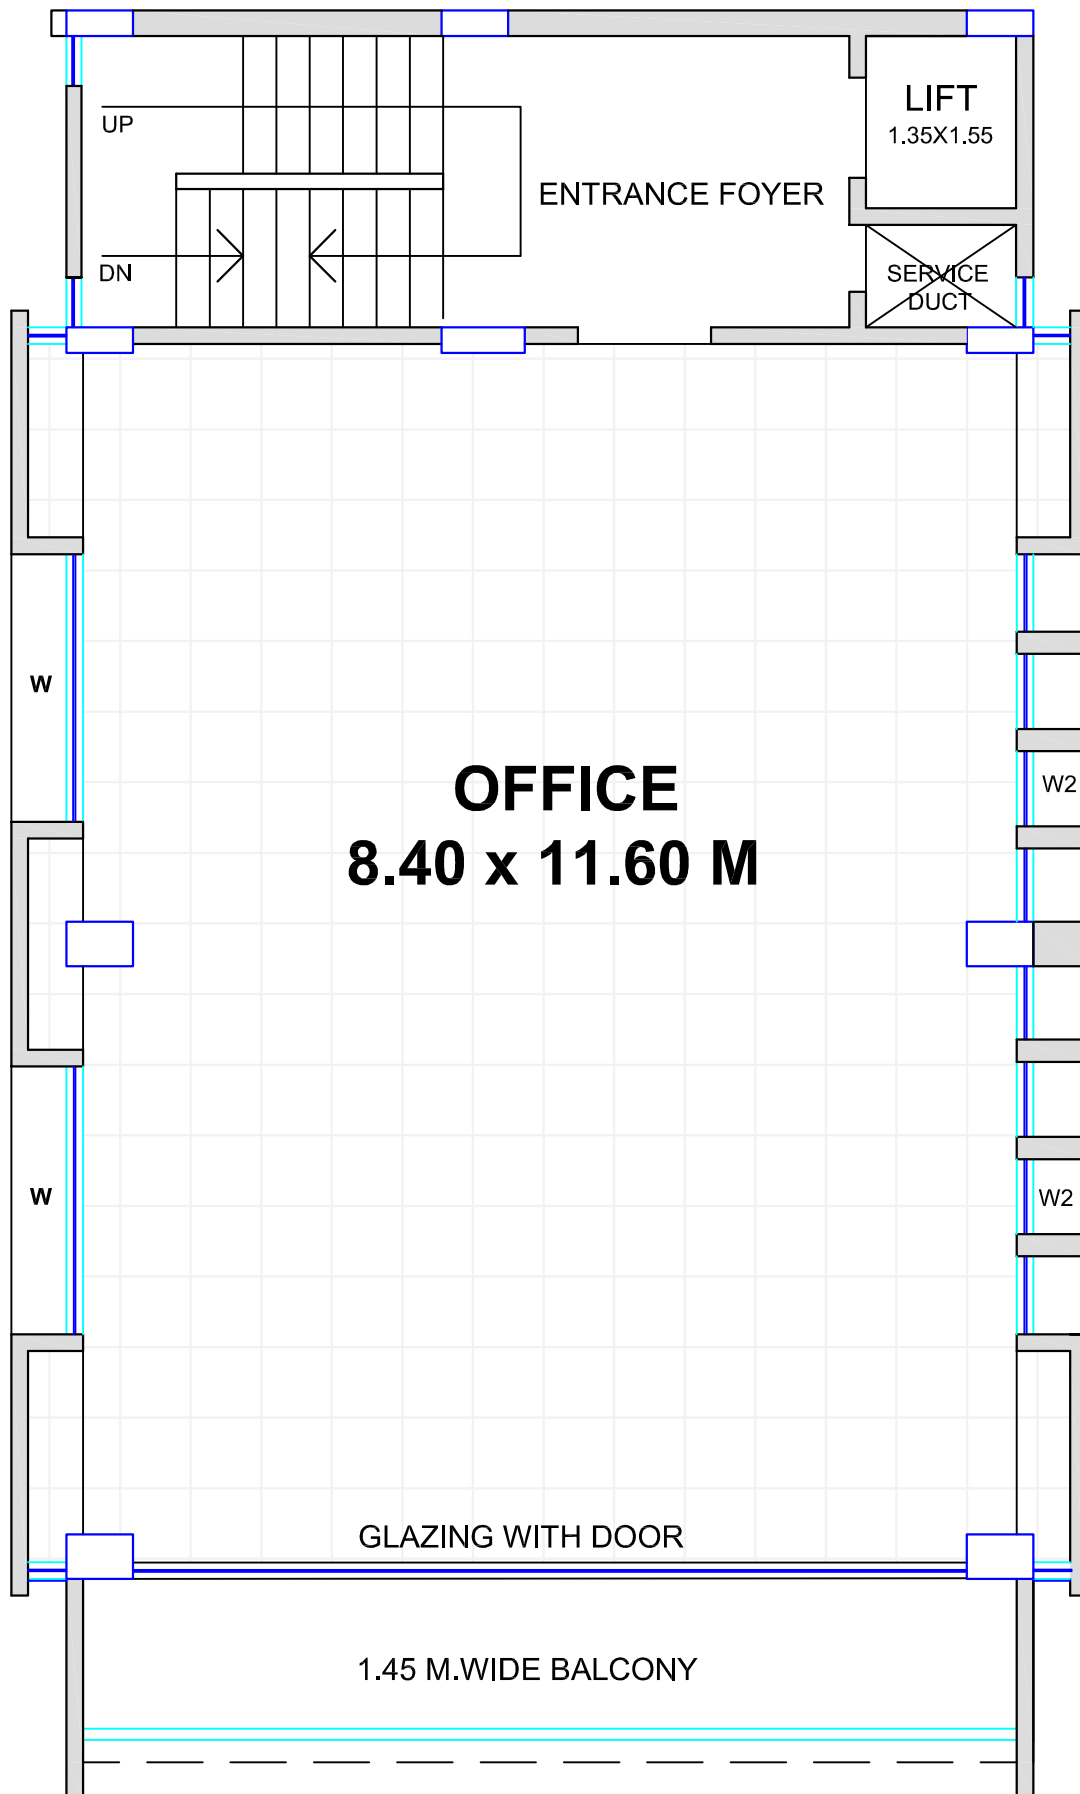 LIFT
1.35X1.55
UP
ENTRANCE FOYER
DN
SERVICE
DUCT
W
W2
OFFICE
8.40 x 11.60 M
W
W2
GLAZING WITH DOOR
1.45 M.WIDE BALCONY